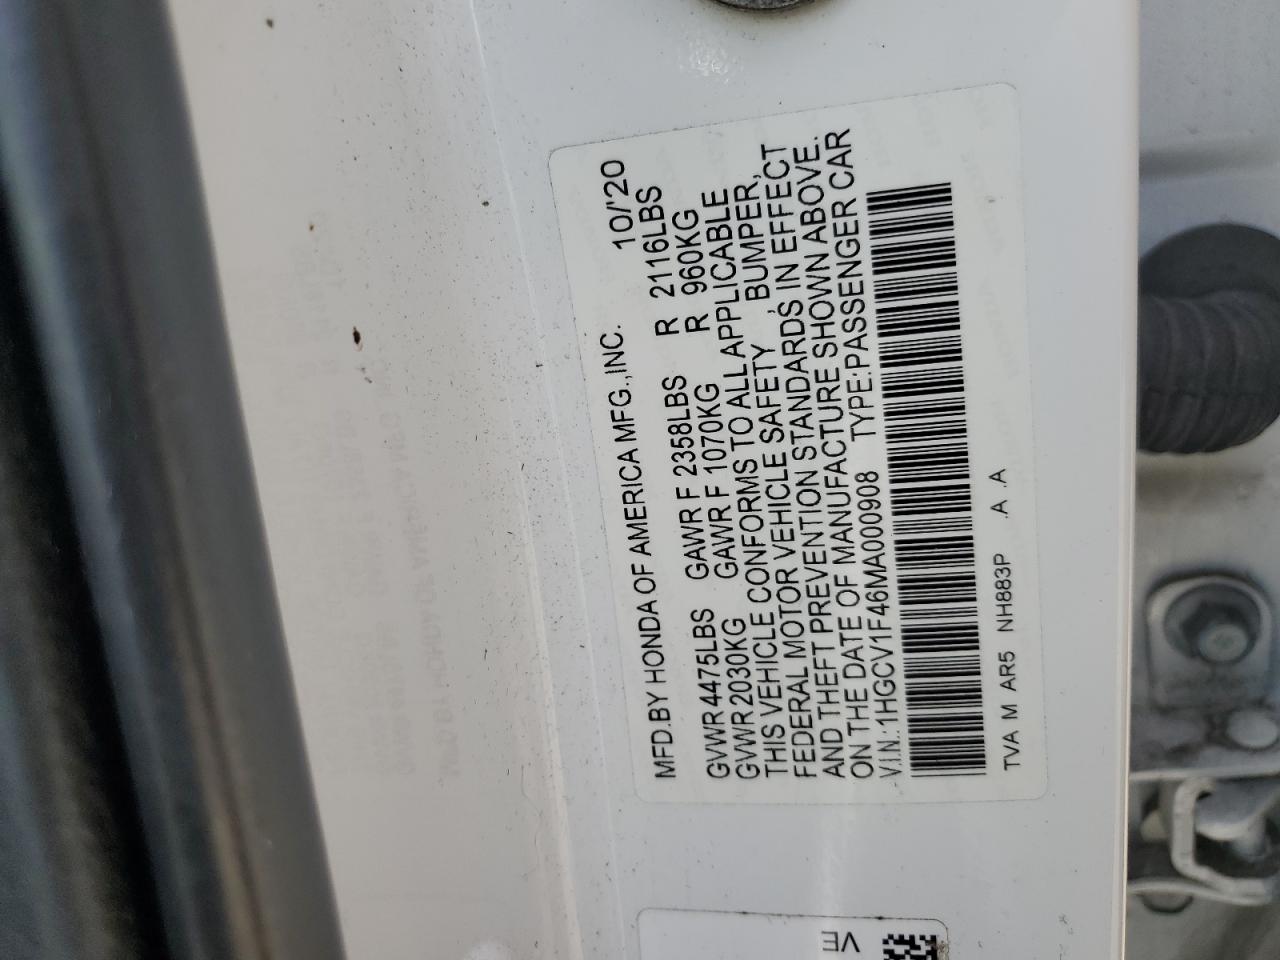 MFD.BY HONDA OF AMERICA MFG.,INC. 10/'20
GVWR 4475LBS GAWR F 2358LBS R 2116LBS
GVWR 2030KG GAWR F 1070KG R 960KG
THIS VEHICLE CONFORMS TO ALL APPLICABLE
FEDERAL MOTOR VEHICLE SAFETY , BUMPER,
AND THEFT PREVENTION STANDARDS IN EFFECT
ON THE DATE OF MANUFACTURE SHOWN ABOVE.
V.I.N.: 1HGCV1F46MA000908 TYPE:PASSENGER CAR
TVA M AR5 NH883P .A .A
VE